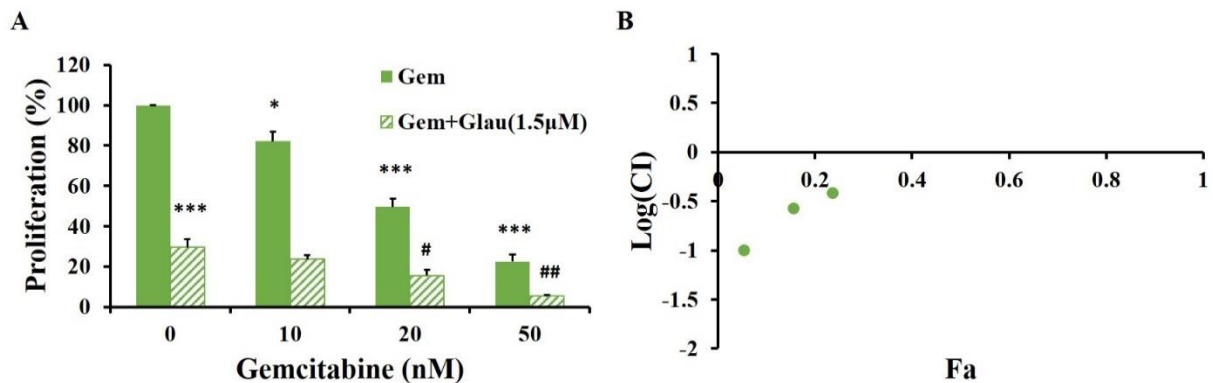 A
Proliferation (%)
120
100
80
60
40
20
0
Gem
Gem+Glau(1.5µM)
***
*
***
#
***
##
0 10 20 50
Gemcitabine (nM)
B
Log(CI)
1
0.5
0
-0.5
-1
-1.5
-2
0 0.2 0.4 0.6 0.8 1
Fa